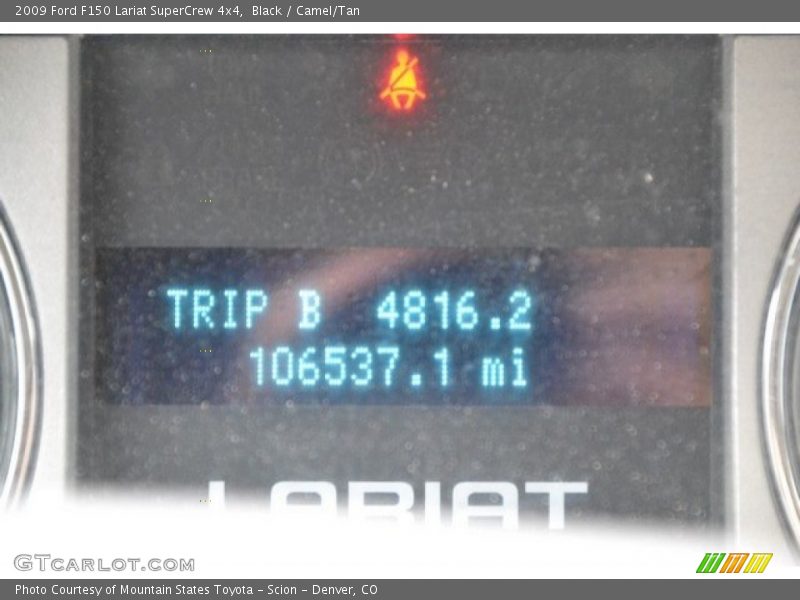 2009 Ford F150 Lariat SuperCrew 4x4, Black / Camel/Tan
TRIP B 4816.2
106537.1 mi
LARIAT
GTCARLOT.COM
Photo Courtesy of Mountain States Toyota - Scion - Denver, CO